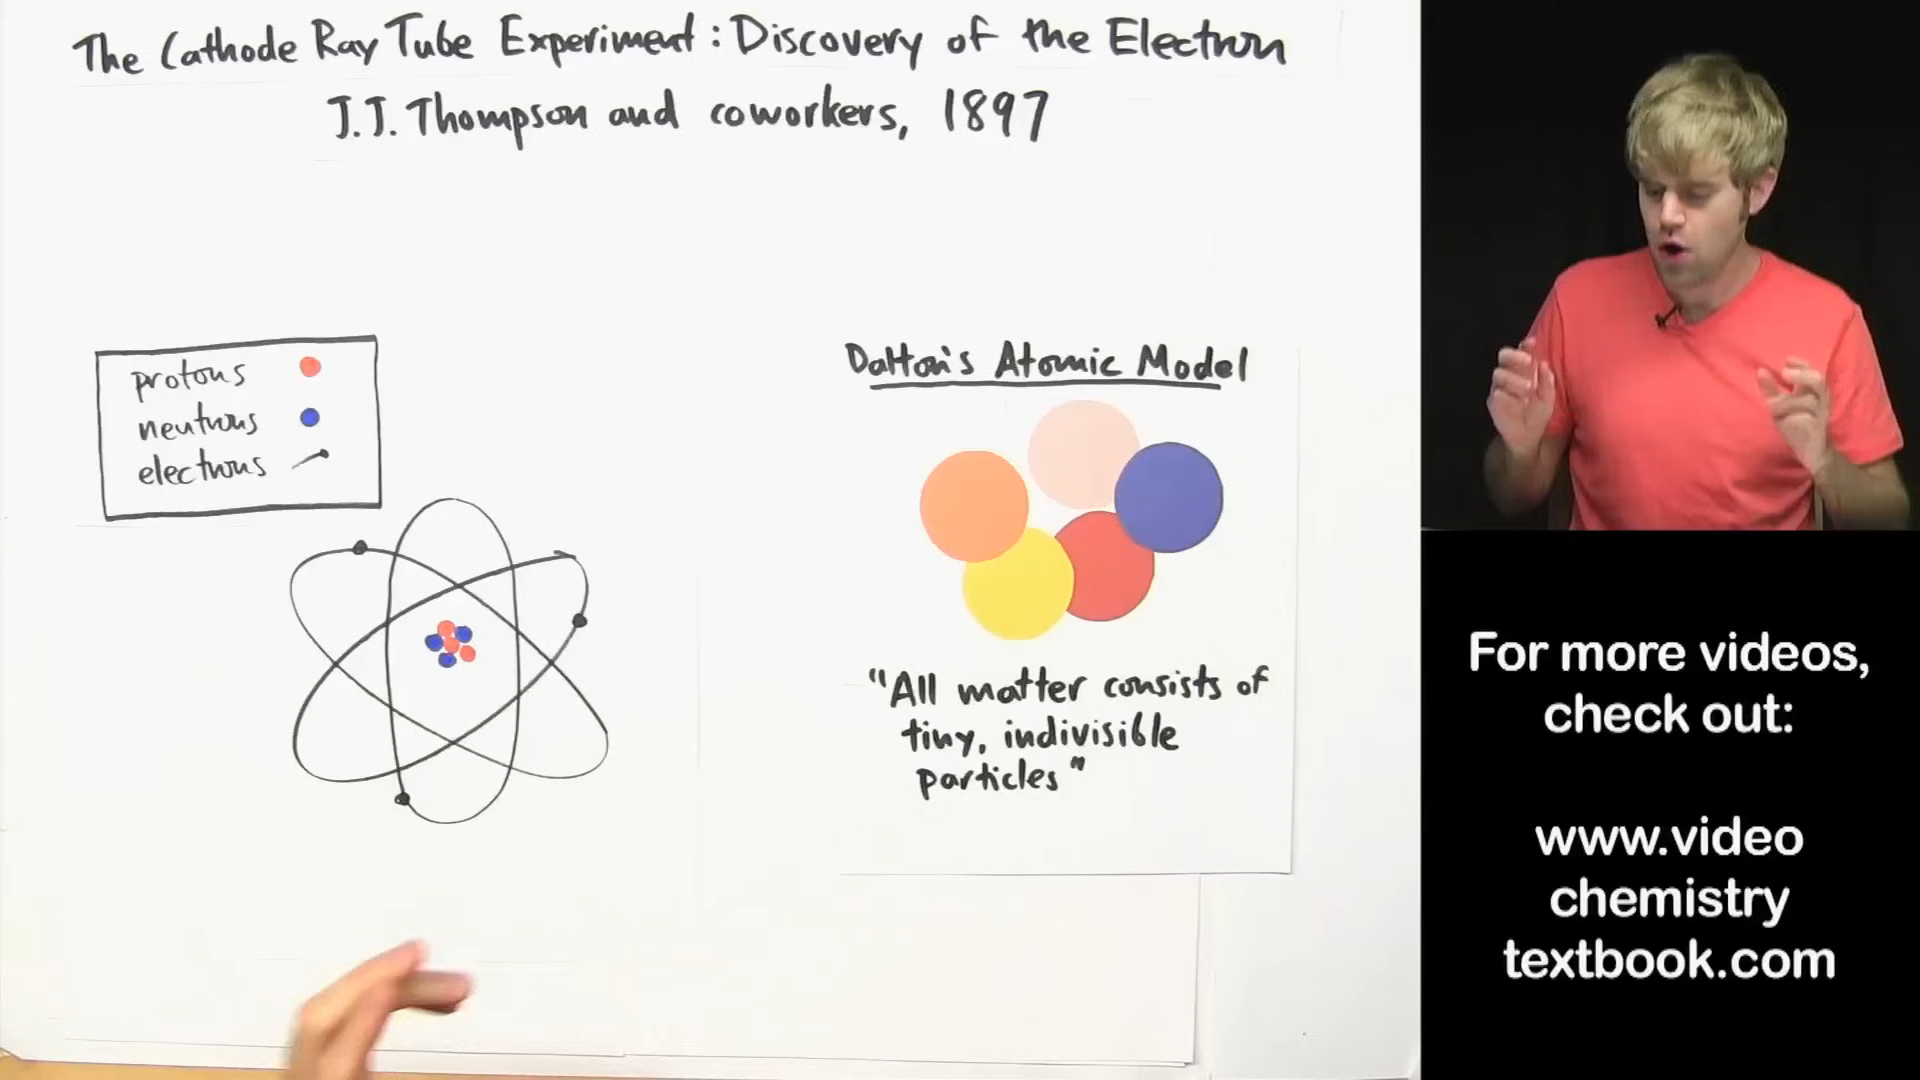 The Cathode Ray Tube Experiment: Discovery of the Electron
J.J. Thompson and coworkers, 1897
protons
neutrons
electrons
Dalton's Atomic Model
"All matter consists of
tiny, indivisible
particles"
For more videos,
check out:
www.video
chemistry
textbook.com